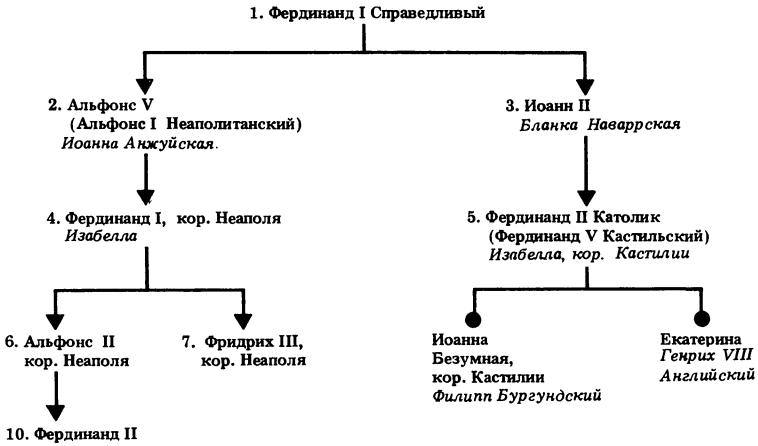 1. Фердинанд I Справедливый
2. Альфонс V
(Альфонс I Неаполитанский)
Иоанна Анжуйская.
3. Иоанн II
Бланка Наваррская
4. Фердинанд I, кор. Неаполя
Изабелла
5. Фердинанд II Католик
(Фердинанд V Кастильский)
Изабелла, кор. Кастилии
6. Альфонс II
кор. Неаполя
7. Фридрих III,
кор. Неаполя
Иоанна
Безумная,
кор. Кастилии
Филипп Бургундский
Екатерина
Генрих VIII
Английский
10. Фердинанд II